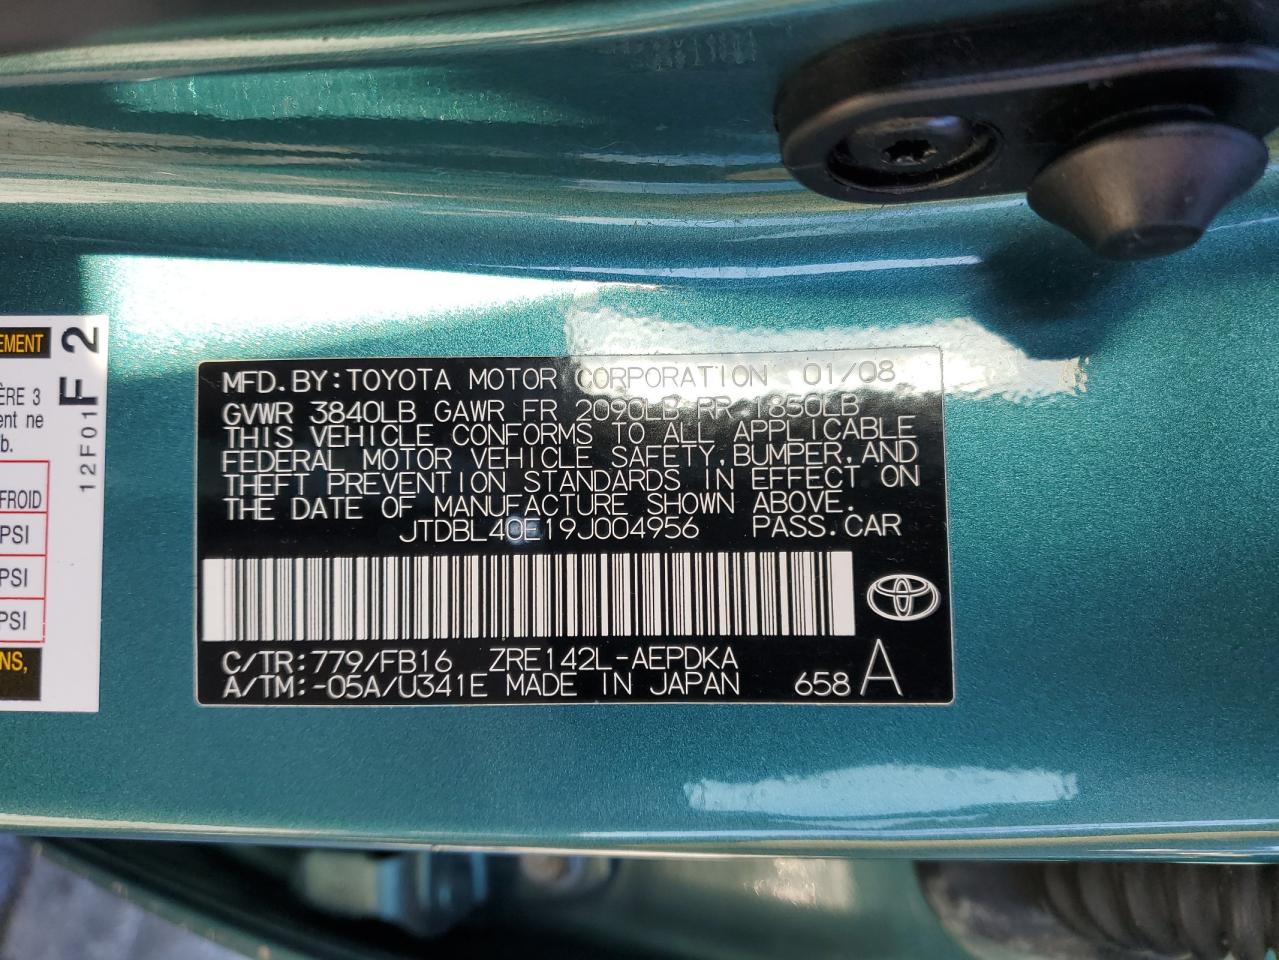 EMENT
F 2
12F01
ÈRE 3
ent ne
b.
FROID
PSI
PSI
PSI
NS,
MFD.BY:TOYOTA MOTOR CORPORATION 01/08
GVWR 3840LB GAWR FR 2090LB RR 1850LB
THIS VEHICLE CONFORMS TO ALL APPLICABLE
FEDERAL MOTOR VEHICLE SAFETY,BUMPER,AND
THEFT PREVENTION STANDARDS IN EFFECT ON
THE DATE OF MANUFACTURE SHOWN ABOVE.
JTDBL40E19J004956 PASS.CAR
C/TR:779/FB16 ZRE142L-AEPDKA
A/TM:-05A/U341E MADE IN JAPAN 658 A